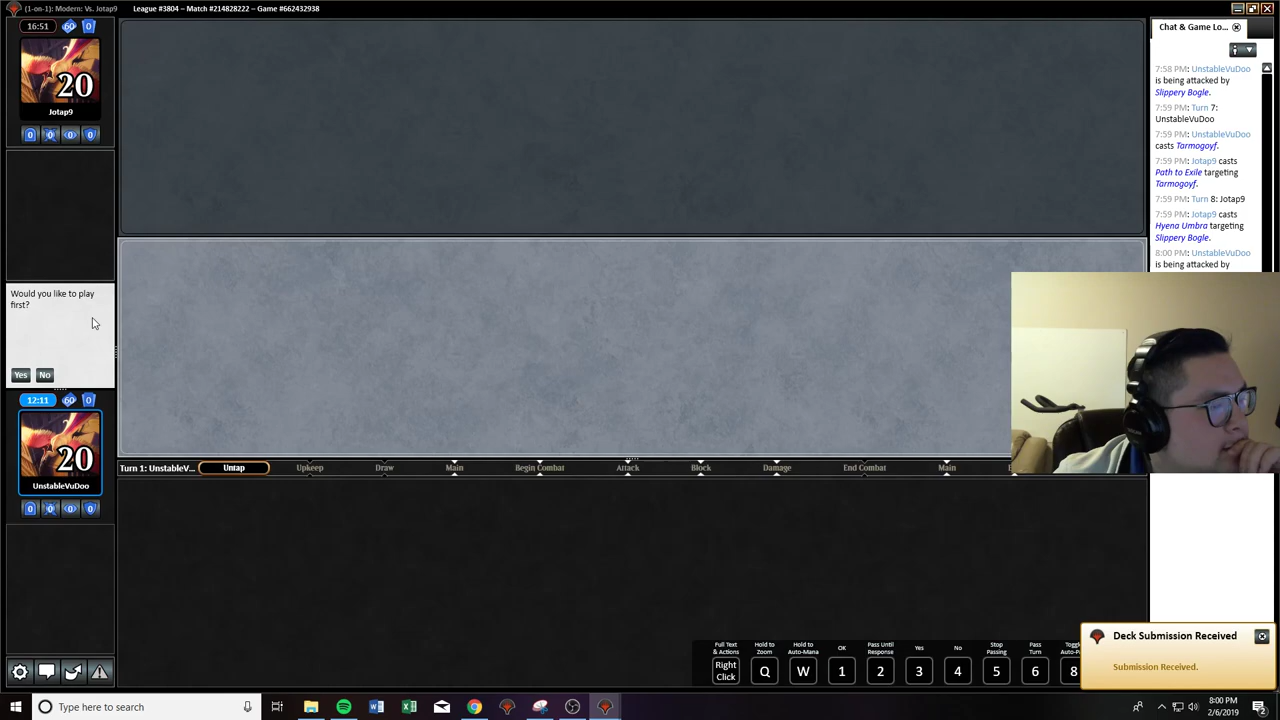 (1-on-1): Modern: Vs. Jotap9
League #3804 – Match #214828222 – Game #662432938
16:51
60
0
20
Jotap9
0
0
0
0
Would you like to play
first?
Yes
No
12:11
60
0
20
UnstableVuDoo
0
0
0
0
Turn 1: UnstableV...
Untap
Upkeep
Draw
Main
Begin Combat
Attack
Block
Damage
End Combat
Main
Chat & Game Lo...
7:58 PM: UnstableVuDoo
is being attacked by
Slippery Bogle.
7:59 PM: Turn 7:
UnstableVuDoo
7:59 PM: UnstableVuDoo
casts Tarmogoyf.
7:59 PM: Jotap9 casts
Path to Exile targeting
Tarmogoyf.
7:59 PM: Turn 8: Jotap9
7:59 PM: Jotap9 casts
Hyena Umbra targeting
Slippery Bogle.
8:00 PM: UnstableVuDoo
is being attacked by
Full Text
& Actions
Right
Click
Hold to
Zoom
Q
Hold to
Auto-Mana
W
OK
1
Pass Until
Response
2
Yes
3
No
4
Stop
Passing
5
Pass
Turn
6
8
Deck Submission Received
Submission Received.
Type here to search
8:00 PM
2/6/2019
2